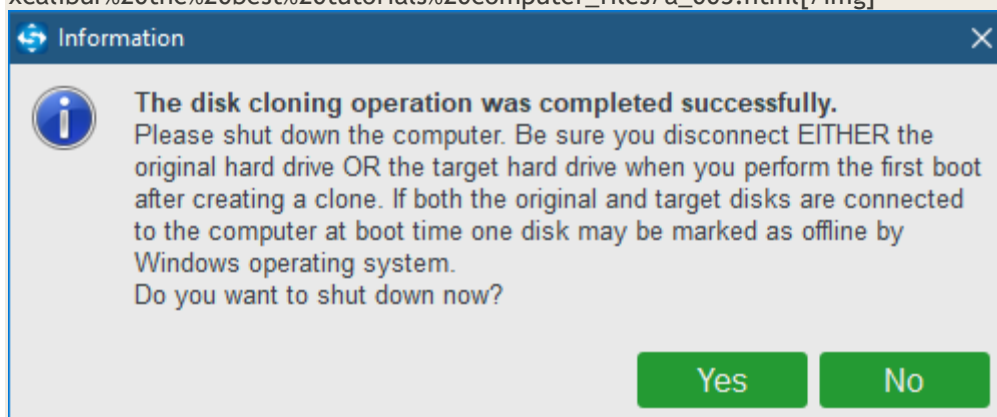 Information
The disk cloning operation was completed successfully.
Please shut down the computer. Be sure you disconnect EITHER the
original hard drive OR the target hard drive when you perform the first boot
after creating a clone. If both the original and target disks are connected
to the computer at boot time one disk may be marked as offline by
Windows operating system.
Do you want to shut down now?
Yes No